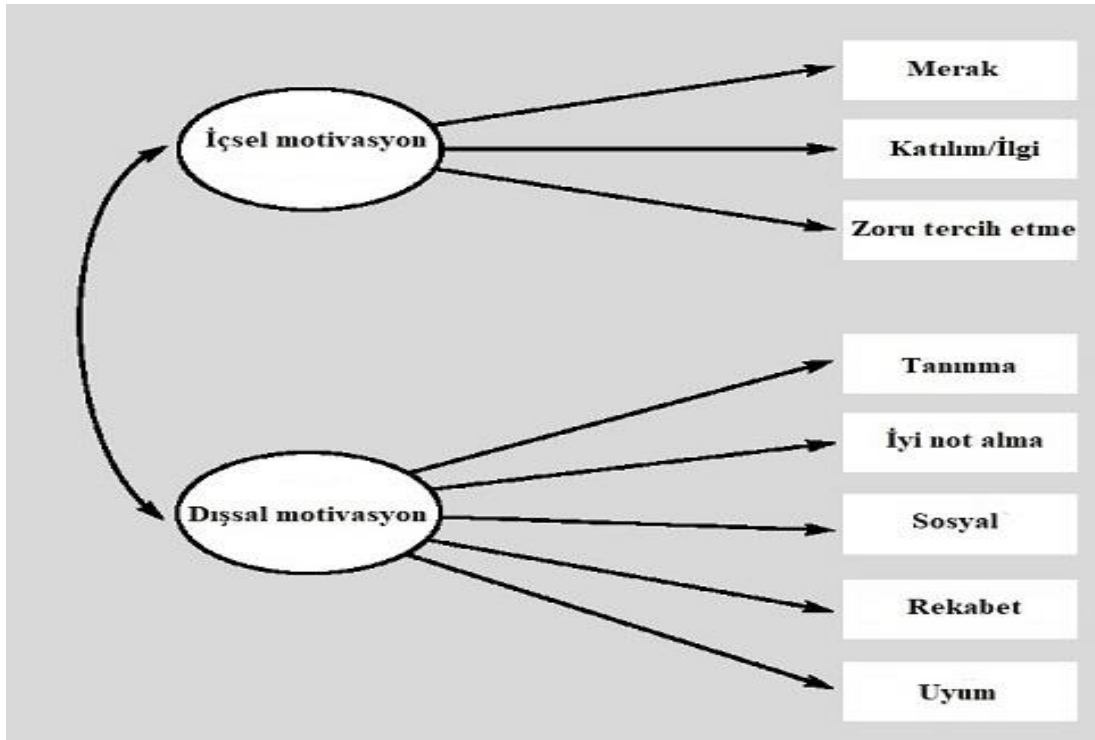 İçsel motivasyon
Merak
Katılım/İlgi
Zoru tercih etme
Dışsal motivasyon
Tanınma
İyi not alma
Sosyal
Rekabet
Uyum